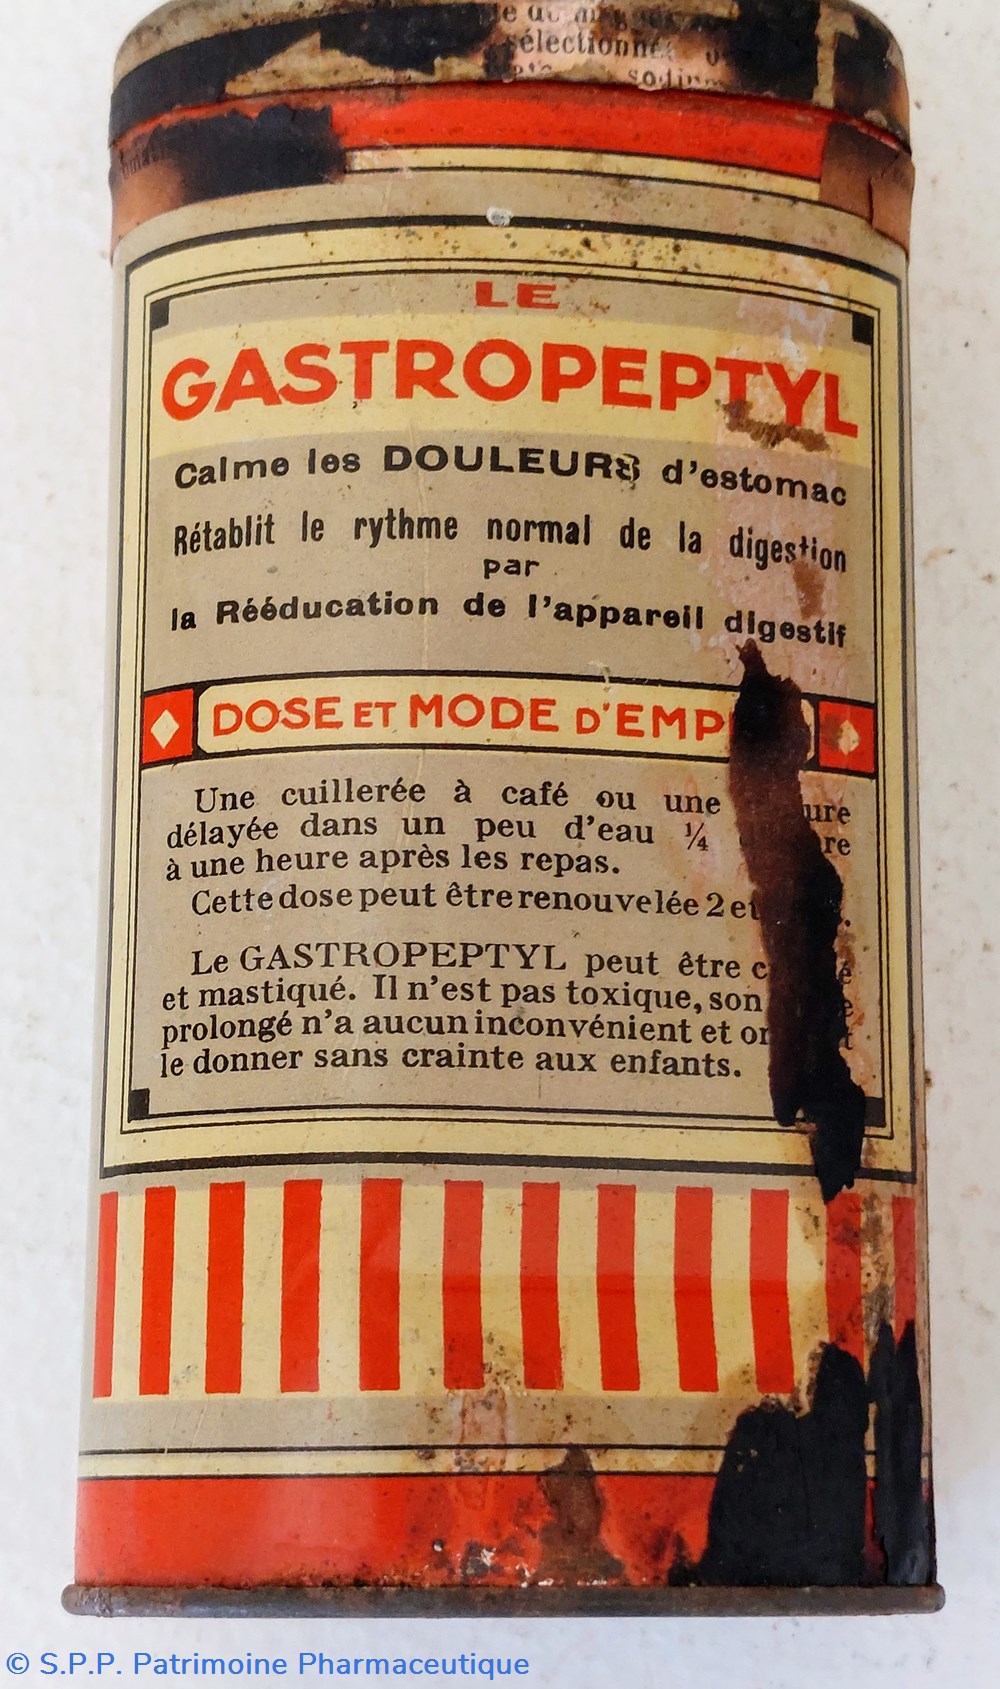 sélectionné
LE
GASTROPEPTYL
Calme les DOULEURS d'estomac
Rétablit le rythme normal de la digestion
par
la Rééducation de l'appareil digestif
DOSE ET MODE D'EMP
Une cuillerée à café ou une
délayée dans un peu d'eau ¼
à une heure après les repas.
Cette dose peut être renouvelée 2 et
Le GASTROPEPTYL peut être
et mastiqué. Il n'est pas toxique, son
prolongé n'a aucun inconvénient et
le donner sans crainte aux enfants.
© S.P.P. Patrimoine Pharmaceutique